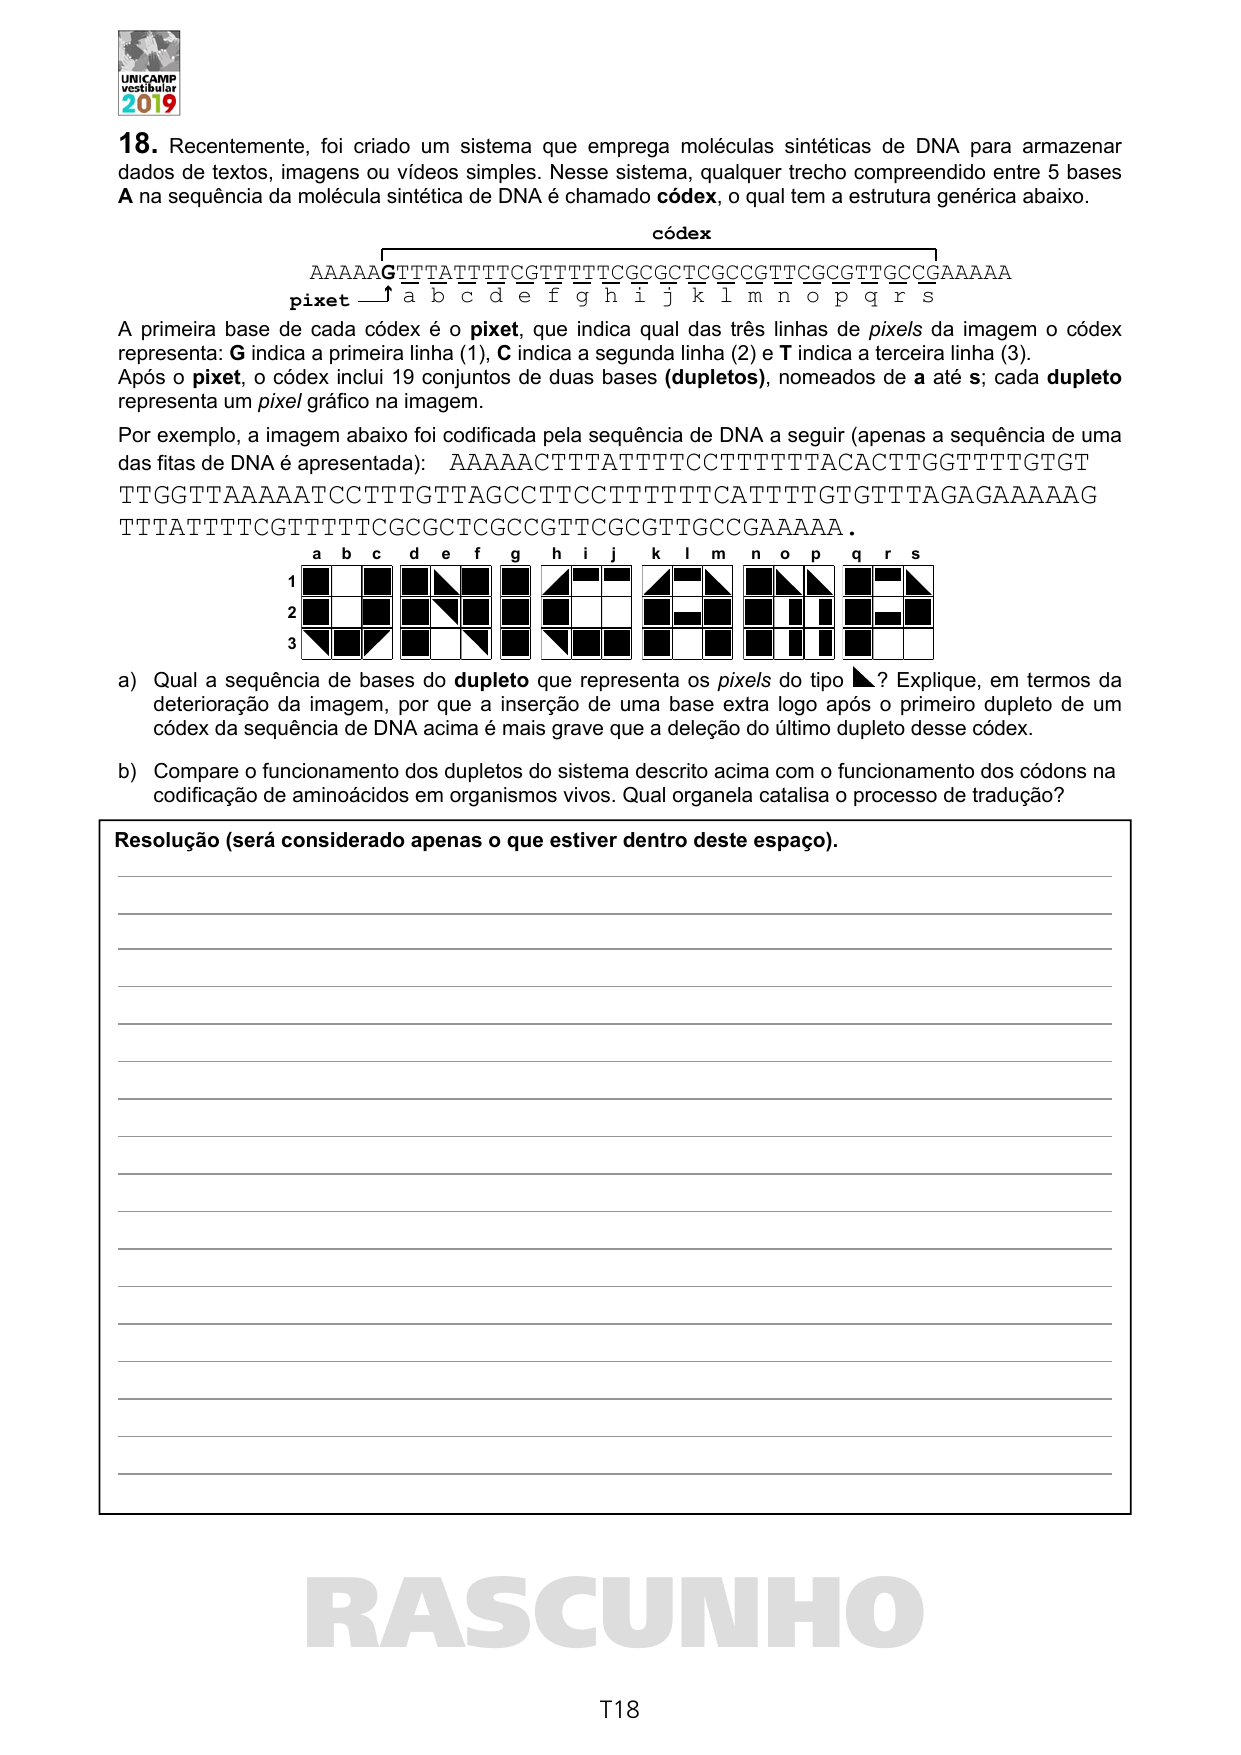 UNICAMP
vestibular
2019
18. Recentemente, foi criado um sistema que emprega moléculas sintéticas de DNA para armazenar
dados de textos, imagens ou vídeos simples. Nesse sistema, qualquer trecho compreendido entre 5 bases
A na sequência da molécula sintética de DNA é chamado códex, o qual tem a estrutura genérica abaixo.
códex
AAAAAGTTTATTTTCGTTTTTCGCGCTCGCCGTTCGCGTTGCCGAAAAA
pixet a b c d e f g h i j k l m n o p q r s
A primeira base de cada códex é o pixet, que indica qual das três linhas de pixels da imagem o códex
representa: G indica a primeira linha (1), C indica a segunda linha (2) e T indica a terceira linha (3).
Após o pixet, o códex inclui 19 conjuntos de duas bases (dupletos), nomeados de a até s; cada dupleto
representa um pixel gráfico na imagem.
Por exemplo, a imagem abaixo foi codificada pela sequência de DNA a seguir (apenas a sequência de uma
das fitas de DNA é apresentada): AAAAACTTTATTTTCCTTTTTTACACTTGGTTTTGTGT
TTGGTTAAAAATCCTTTGTTAGCCTTCCTTTTTTCATTTTGTGTTTAGAGAAAAAG
TTTATTTTCGTTTTTCGCGCTCGCCGTTCGCGTTGCCGAAAAA.
a b c d e f g h i j k l m n o p q r s
1
2
3
a) Qual a sequência de bases do dupleto que representa os pixels do tipo ? Explique, em termos da
deterioração da imagem, por que a inserção de uma base extra logo após o primeiro dupleto de um
códex da sequência de DNA acima é mais grave que a deleção do último dupleto desse códex.
b) Compare o funcionamento dos dupletos do sistema descrito acima com o funcionamento dos códons na
codificação de aminoácidos em organismos vivos. Qual organela catalisa o processo de tradução?
Resolução (será considerado apenas o que estiver dentro deste espaço).
RASCUNHO
T18